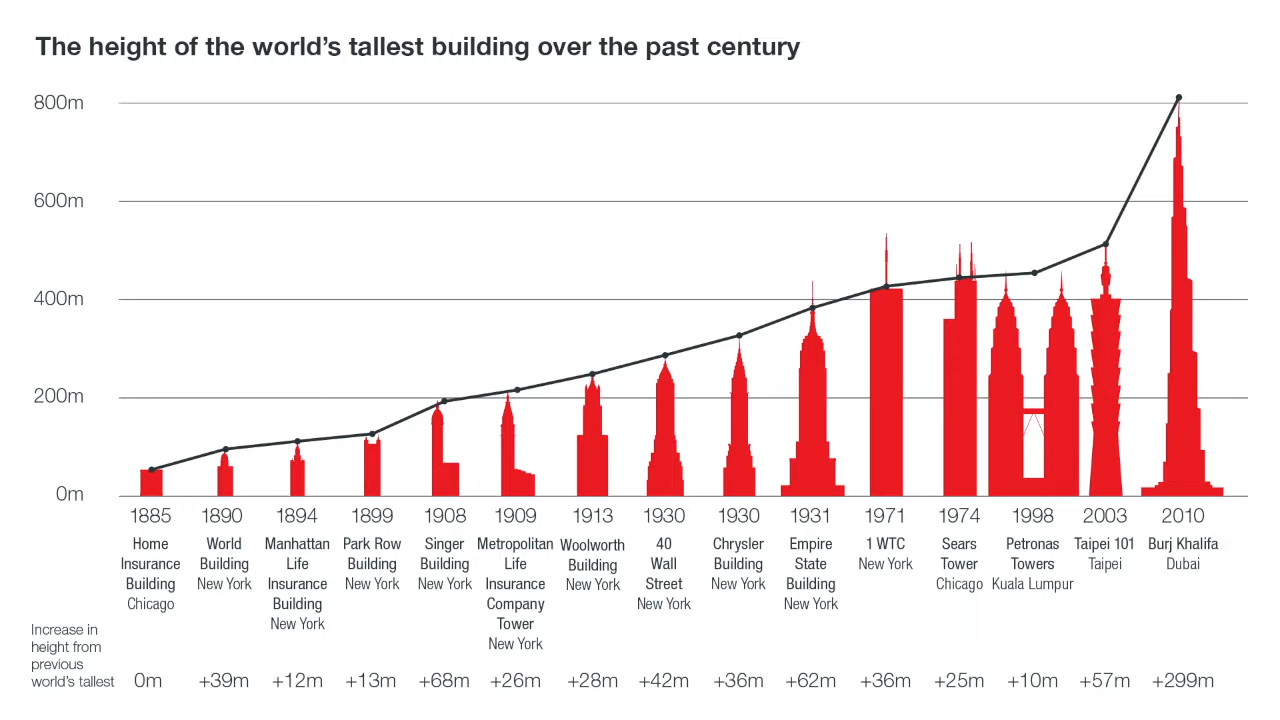 The height of the world's tallest building over the past century
800m
600m
400m
200m
0m
1885 1890 1894 1899 1908 1909 1913 1930 1930 1931 1971 1974 1998 2003 2010
Home Insurance Building Chicago
World Building New York
Manhattan Life Insurance Building New York
Park Row Building New York
Singer Building New York
Metropolitan Life Insurance Company Tower New York
Woolworth Building New York
40 Wall Street New York
Chrysler Building New York
Empire State Building New York
1 WTC New York
Sears Tower Chicago
Petronas Towers Kuala Lumpur
Taipei 101 Taipei
Burj Khalifa Dubai
Increase in
height from
previous
world's tallest 0m +39m +12m +13m +68m +26m +28m +42m +36m +62m +36m +25m +10m +57m +299m